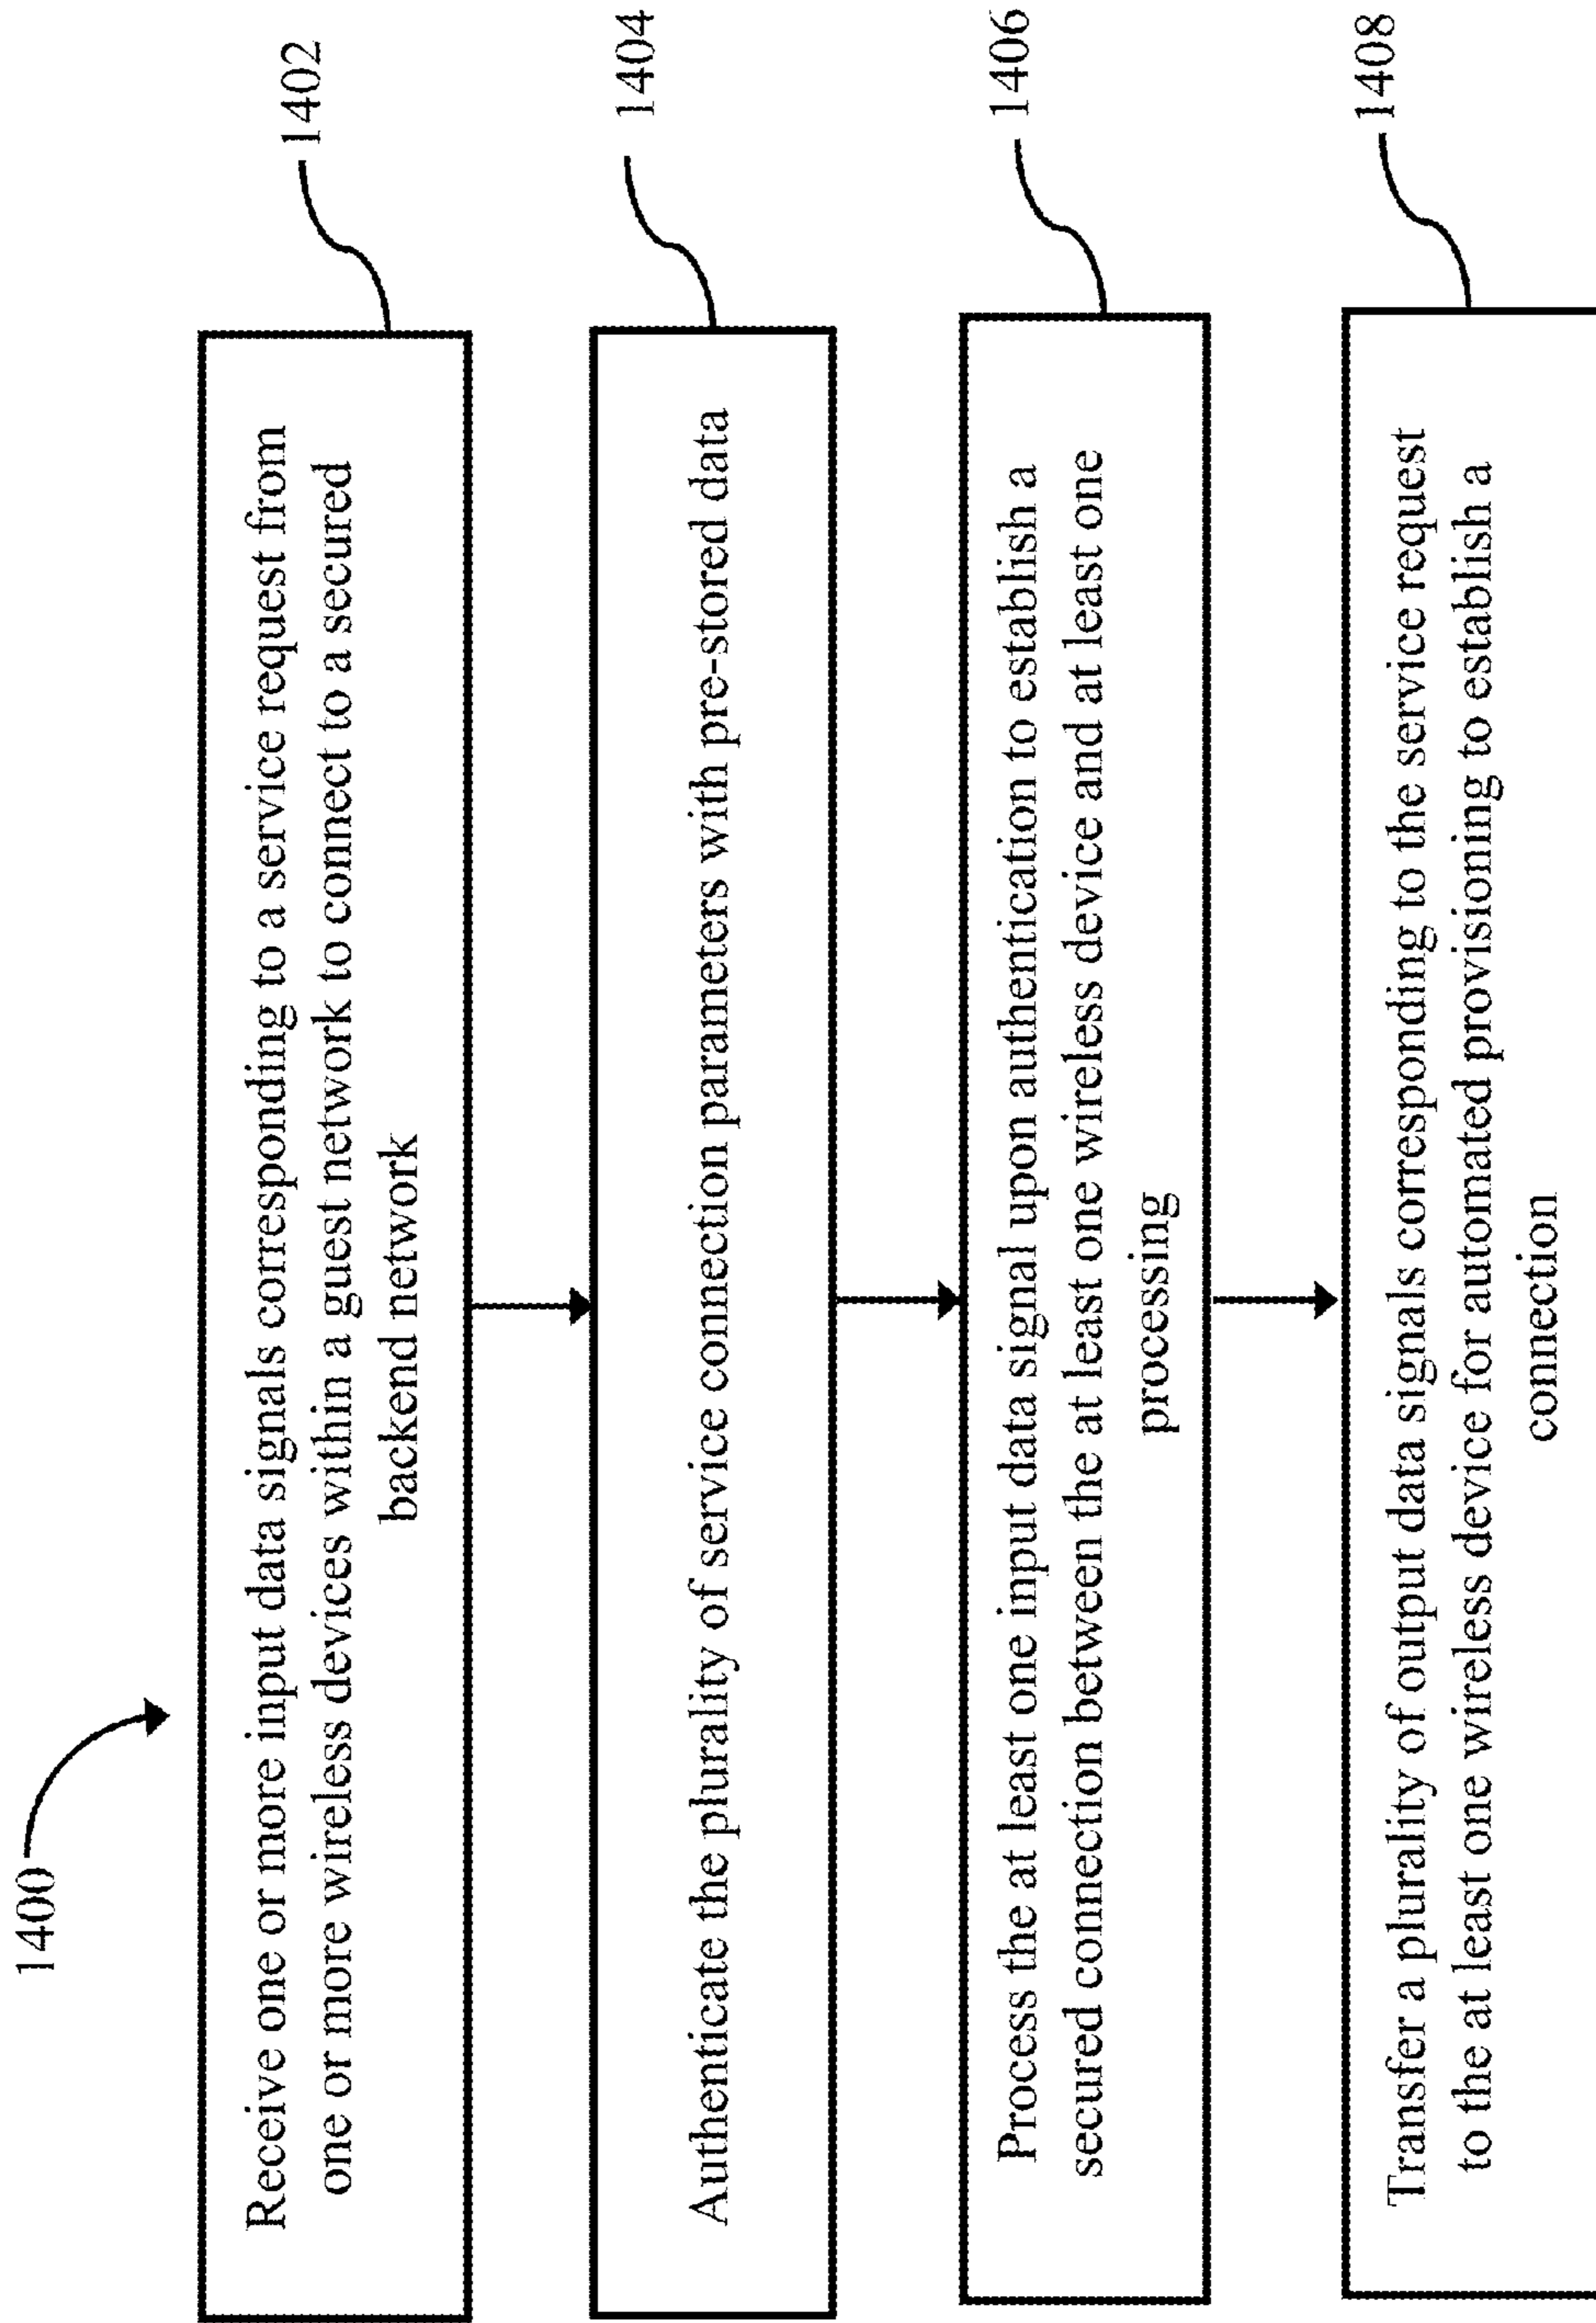 1400
Receive one or more input data signals corresponding to a service request from
one or more wireless devices within a guest network to connect to a secured
backend network
1402
Authenticate the plurality of service connection parameters with pre-stored data
1404
Process the at least one input data signal upon authentication to establish a
secured connection between the at least one wireless device and at least one
processing
1406
Transfer a plurality of output data signals corresponding to the service request
to the at least one wireless device for automated provisioning to establish a
connection
1408